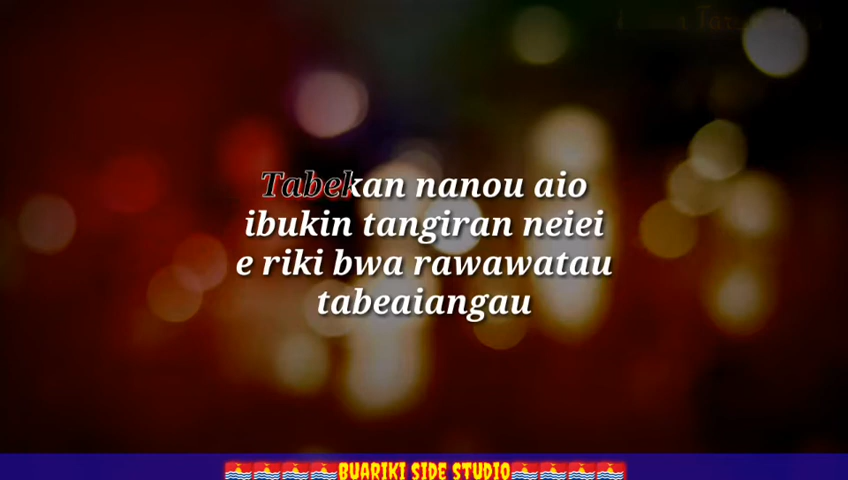 Tabekan nanou aio
ibukin tangiran neiei
e riki bwa rawawatau
tabeaiangau
BUARIKI SIDE STUDIO